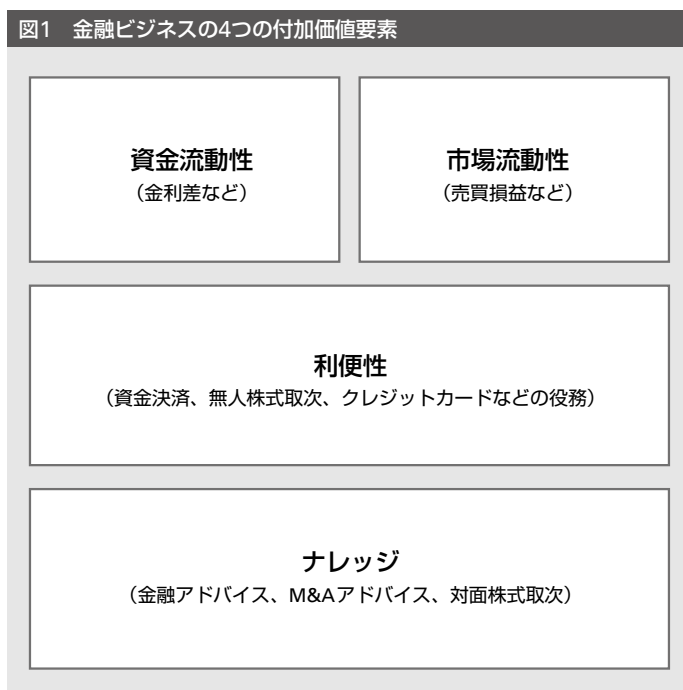 図1 金融ビジネスの4つの付加価値要素
資金流動性
（金利差など）
市場流動性
（売買損益など）
利便性
（資金決済、無人株式取次、クレジットカードなどの役務）
ナレッジ
（金融アドバイス、M&Aアドバイス、対面株式取次）